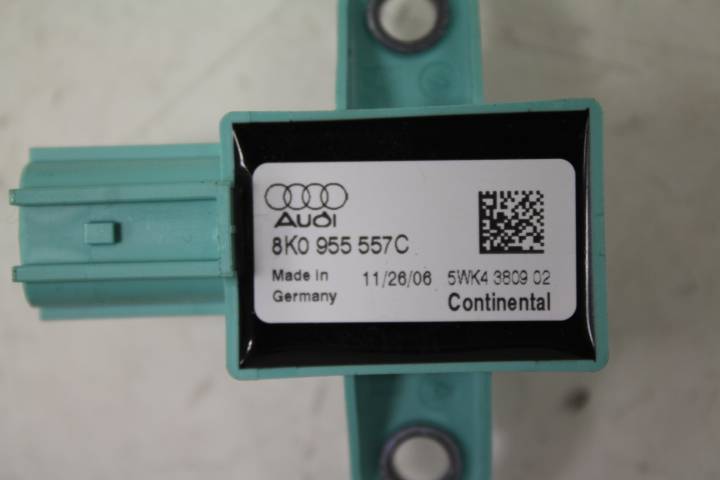 Audi
8K0 955 557C
Made in Germany
11/26/06 5WK4 3809 02
Continental